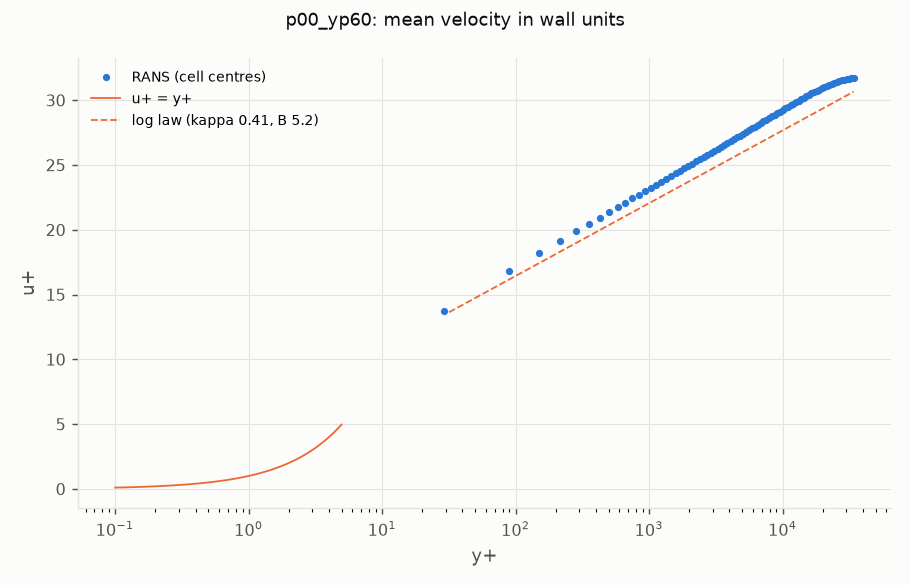 p00_yp60: mean velocity in wall units
RANS (cell centres)
u+ = y+
log law (kappa 0.41, B 5.2)
u+
30
25
20
15
10
5
0
10⁻¹ 10⁰ 10¹ 10² 10³ 10⁴
y+